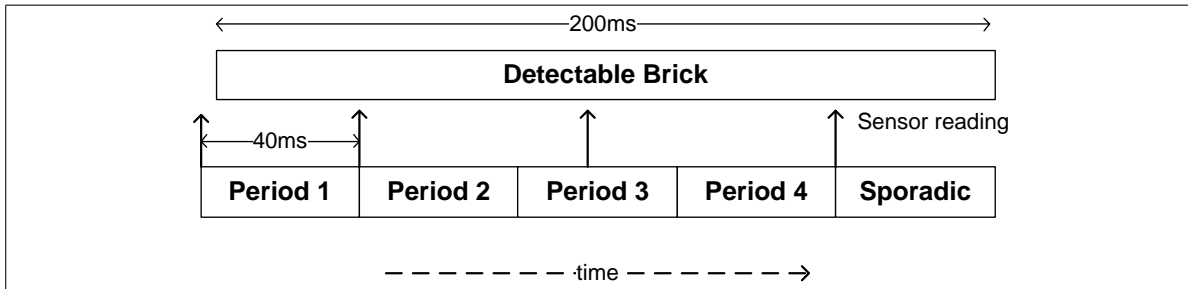 200ms
Detectable Brick
Sensor reading
40ms
Period 1 Period 2 Period 3 Period 4 Sporadic
time